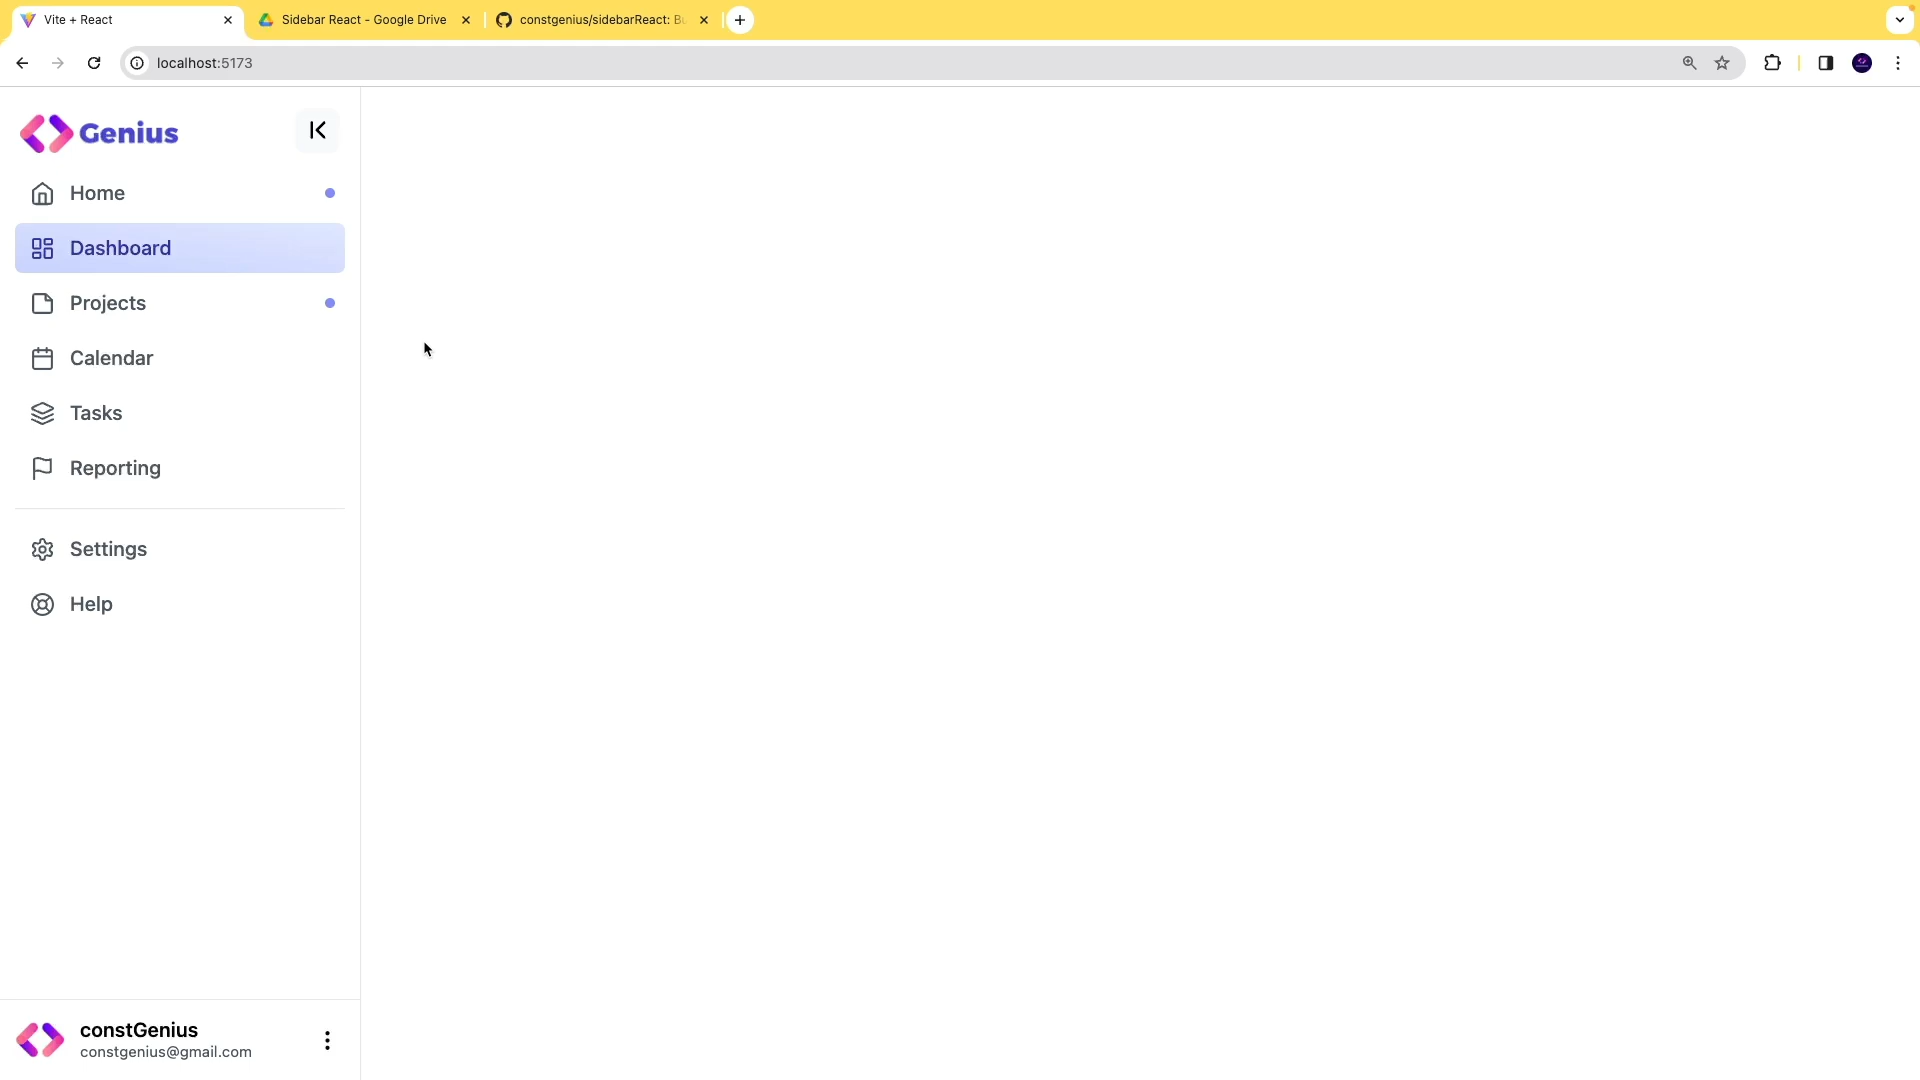 Vite + React
Sidebar React - Google Drive
constgenius/sidebarReact: Bu
localhost:5173
Genius
Home
Dashboard
Projects
Calendar
Tasks
Reporting
Settings
Help
constGenius
constgenius@gmail.com